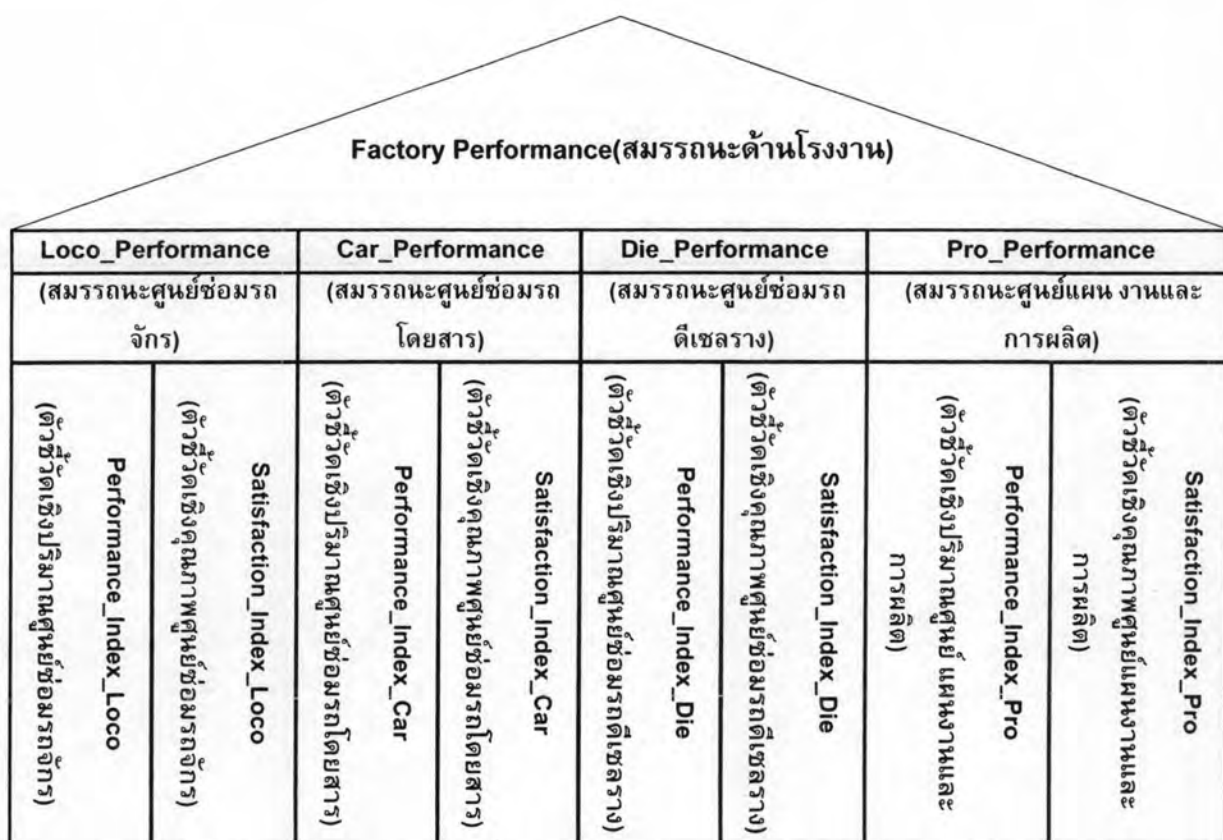 Factory Performance(สมรรถนะด้านโรงงาน)
Loco_Performance
Car_Performance
Die_Performance
Pro_Performance
(สมรรถนะศูนย์ซ่อมรถ
จักร)
(สมรรถนะศูนย์ซ่อมรถ
โดยสาร)
(สมรรถนะศูนย์ซ่อมรถ
ดีเซลราง)
(สมรรถนะศูนย์แผน งานและ
การผลิต)
Performance_Index_Loco
(ตัวชี้วัดเชิงปริมาณศูนย์ซ่อมรถจักร)
Satisfaction_Index_Loco
(ตัวชี้วัดเชิงคุณภาพศูนย์ซ่อมรถจักร)
Performance_Index_Car
(ตัวชี้วัดเชิงปริมาณศูนย์ซ่อมรถโดยสาร)
Satisfaction_Index_Car
(ตัวชี้วัดเชิงคุณภาพศูนย์ซ่อมรถโดยสาร)
Performance_Index_Die
(ตัวชี้วัดเชิงปริมาณศูนย์ซ่อมรถดีเซลราง)
Satisfaction_Index_Die
(ตัวชี้วัดเชิงคุณภาพศูนย์ซ่อมรถดีเซลราง)
Performance_Index_Pro
(ตัวชี้วัดเชิงปริมาณศูนย์ แผนงานและ
การผลิต)
Satisfaction_Index_Pro
(ตัวชี้วัดเชิงคุณภาพศูนย์แผนงานและ
การผลิต)